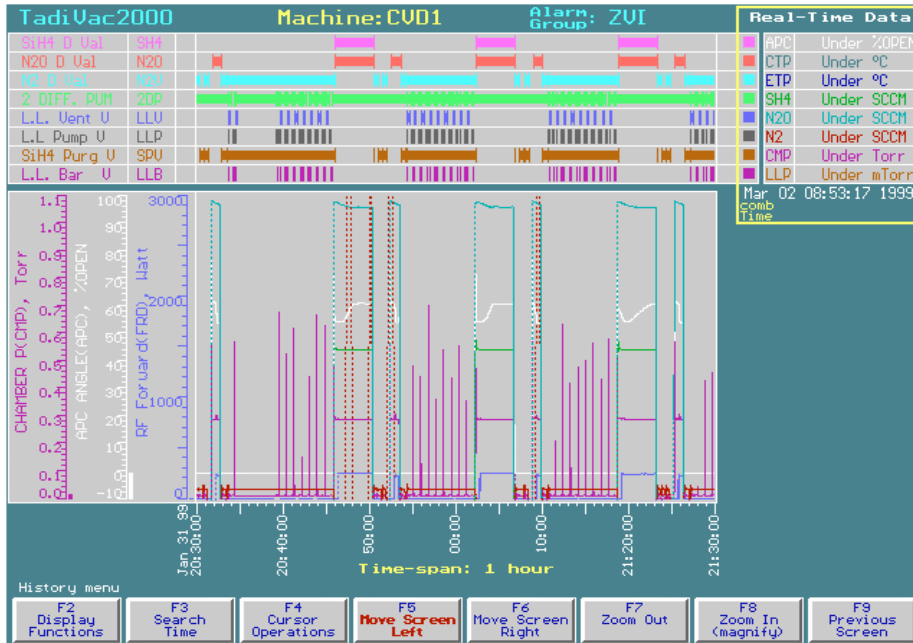 TadiVac2000 Machine:CVD1 Alarm Group: ZVI
Real-Time Data
SiH4 D Val SH4
N2O D Val N2O
N2 D Val N2O
2 DIFF. PUM 2DP
L.L. Vent V LLV
L.L Pump V LLP
SiH4 Purg V SPV
L.L. Bar V LLB
APC Under %OPEN
CTP Under ºC
ETP Under ºC
SH4 Under SCCM
N2O Under SCCM
N2 Under SCCM
CMP Under Torr
LLP Under mTorr
Mar 02 08:53:17 1999
comb
Time
CHAMBER P(CMP), Torr
1.1
0.9
0.8
0.7
0.6
0.5
0.4
0.3
0.2
0.1
0.0
APC ANGLE(APC), %OPEN
100
90
80
70
60
50
40
30
20
10
0
-10
RF Forward(FRD), Watt
3000
2000
1000
0
Jan 31 99
20:30:00
20:40:00
50:00
00:00
10:00
21:20:00
21:30:00
Time-span: 1 hour
History menu
F2
Display
Functions
F3
Search
Time
F4
Cursor
Operations
F5
Move Screen
Left
F6
Move Screen
Right
F7
Zoom Out
F8
Zoom In
(magnify)
F9
Previous
Screen